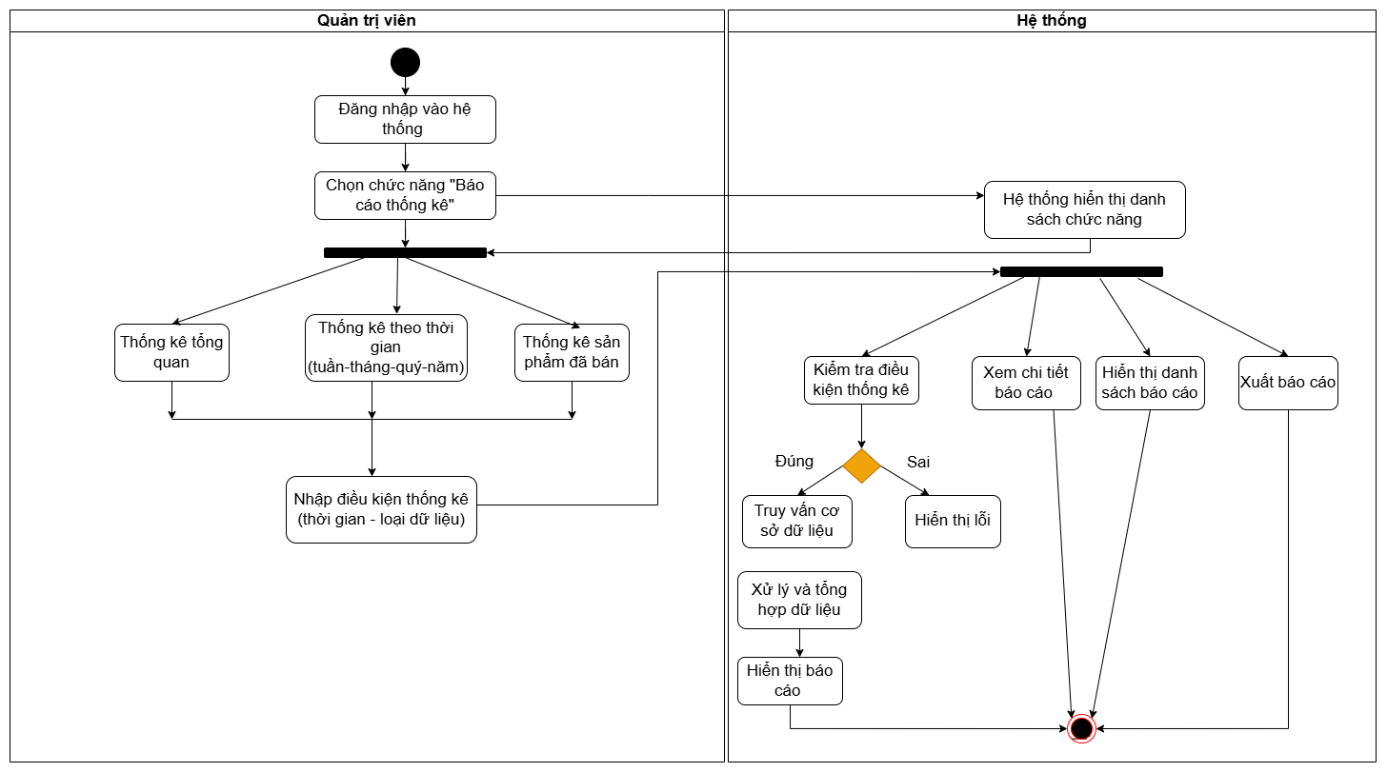 Quản trị viên
Hệ thống
Đăng nhập vào hệ
thống
Chọn chức năng "Báo
cáo thống kê"
Hệ thống hiển thị danh
sách chức năng
Thống kê tổng
quan
Thống kê theo thời
gian
(tuần-tháng-quý-năm)
Thống kê sản
phẩm đã bán
Nhập điều kiện thống kê
(thời gian - loại dữ liệu)
Kiểm tra điều
kiện thống kê
Xem chi tiết
báo cáo
Hiển thị danh
sách báo cáo
Xuất báo cáo
Đúng
Sai
Truy vấn cơ
sở dữ liệu
Hiển thị lỗi
Xử lý và tổng
hợp dữ liệu
Hiển thị báo
cáo